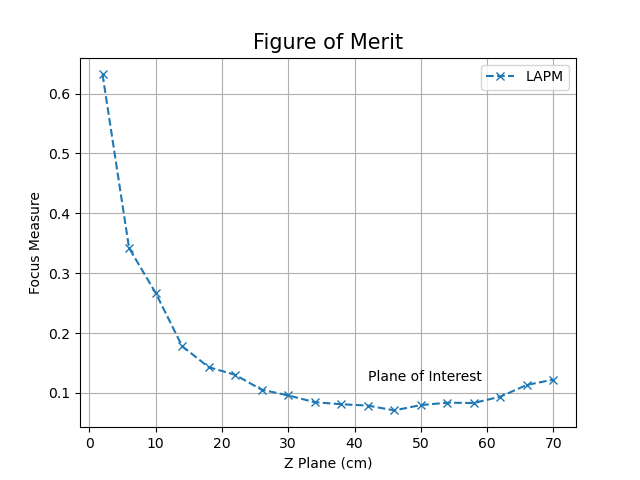 Figure of Merit
LAPM
Focus Measure
0.6
0.5
0.4
0.3
0.2
0.1
Plane of Interest
0 10 20 30 40 50 60 70
Z Plane (cm)